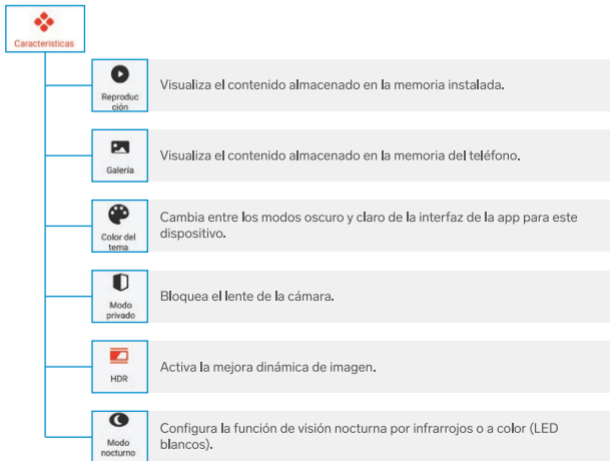 Características
Reproduc
ción
Visualiza el contenido almacenado en la memoria instalada.
Galería
Visualiza el contenido almacenado en la memoria del teléfono.
Color del
tema
Cambia entre los modos oscuro y claro de la interfaz de la app para este
dispositivo.
Modo
privado
Bloquea el lente de la cámara.
HDR
Activa la mejora dinámica de imagen.
Modo
nocturno
Configura la función de visión nocturna por infrarrojos o a color (LED
blancos).